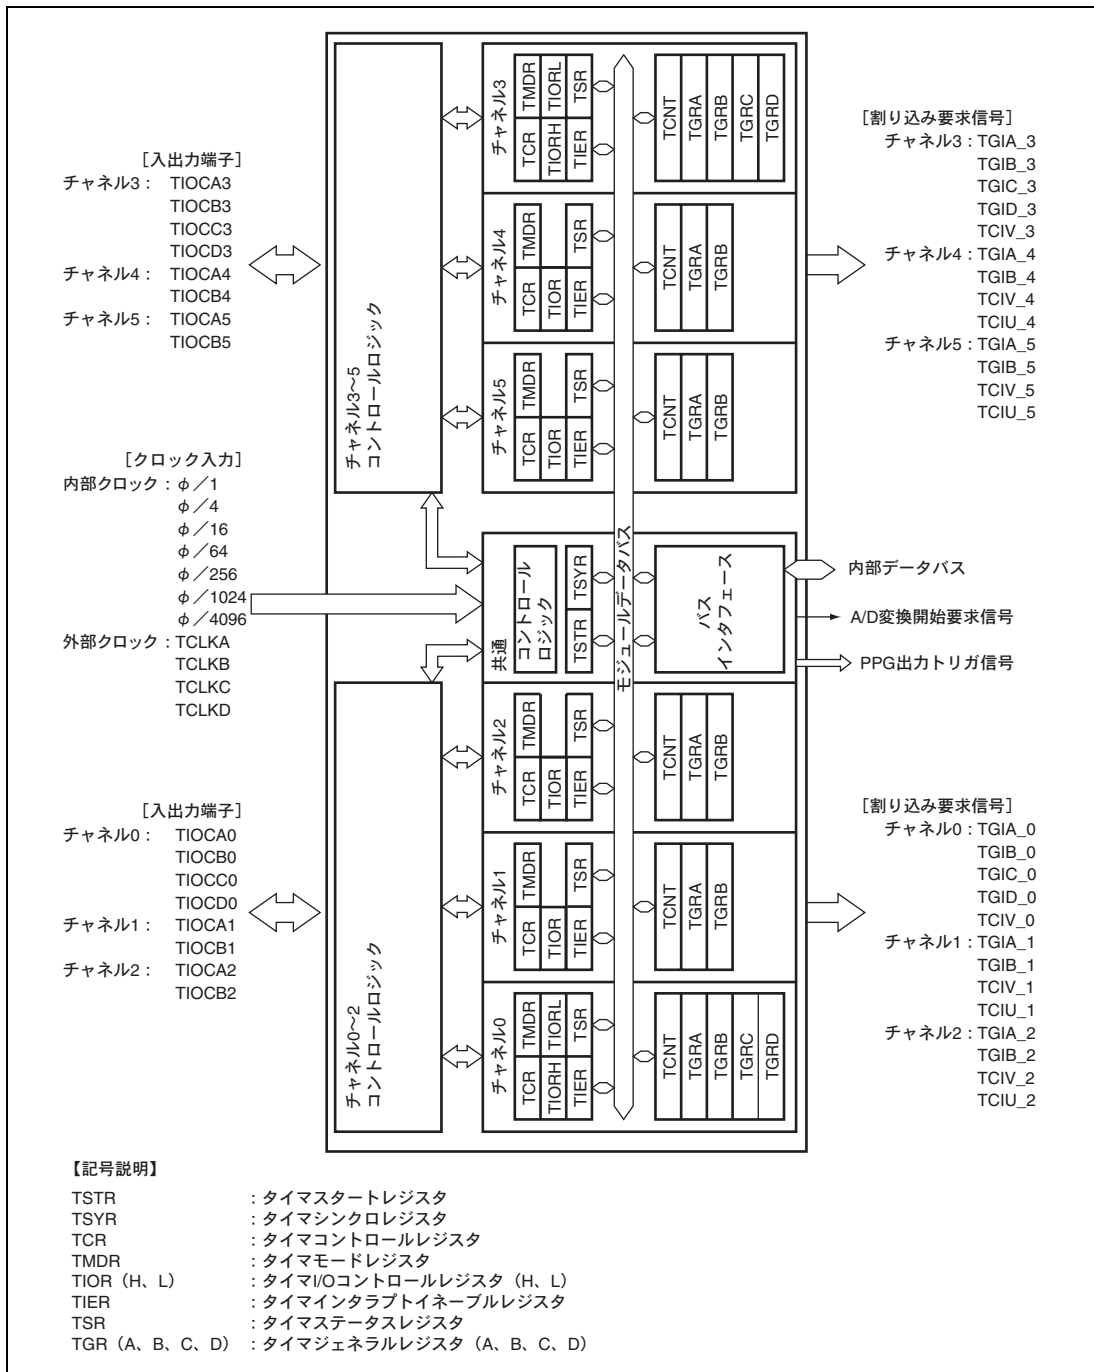 [入出力端子]
チャネル3： TIOCA3
TIOCB3
TIOCC3
TIOCD3
チャネル4： TIOCA4
TIOCB4
チャネル5： TIOCA5
TIOCB5
[クロック入力]
内部クロック：φ／1
φ／4
φ／16
φ／64
φ／256
φ／1024
φ／4096
外部クロック：TCLKA
TCLKB
TCLKC
TCLKD
[入出力端子]
チャネル0： TIOCA0
TIOCB0
TIOCC0
TIOCD0
チャネル1： TIOCA1
TIOCB1
チャネル2： TIOCA2
TIOCB2
チャネル3～5
コントロールロジック
チャネル0～2
コントロールロジック
チャネル3
TCR TMDR
TIORH TIORL
TIER TSR
TCNT
TGRA
TGRB
TGRC
TGRD
チャネル4
TCR TMDR
TIOR
TIER TSR
TCNT
TGRA
TGRB
チャネル5
TCR TMDR
TIOR
TIER TSR
TCNT
TGRA
TGRB
共通
コントロール
ロジック
TSTR TSYR
モジュールデータバス
バス
インタフェース
チャネル2
TCR TMDR
TIOR
TIER TSR
TCNT
TGRA
TGRB
チャネル1
TCR TMDR
TIOR
TIER TSR
TCNT
TGRA
TGRB
チャネル0
TCR TMDR
TIORH TIORL
TIER TSR
TCNT
TGRA
TGRB
TGRC
TGRD
[割り込み要求信号]
チャネル3：TGIA_3
TGIB_3
TGIC_3
TGID_3
TCIV_3
チャネル4：TGIA_4
TGIB_4
TCIV_4
TCIU_4
チャネル5：TGIA_5
TGIB_5
TCIV_5
TCIU_5
内部データバス
A/D変換開始要求信号
PPG出力トリガ信号
[割り込み要求信号]
チャネル0：TGIA_0
TGIB_0
TGIC_0
TGID_0
TCIV_0
チャネル1：TGIA_1
TGIB_1
TCIV_1
TCIU_1
チャネル2：TGIA_2
TGIB_2
TCIV_2
TCIU_2
【記号説明】
TSTR ：タイマスタートレジスタ
TSYR ：タイマシンクロレジスタ
TCR ：タイマコントロールレジスタ
TMDR ：タイマモードレジスタ
TIOR（H、L） ：タイマI/Oコントロールレジスタ（H、L）
TIER ：タイマインタラプトイネーブルレジスタ
TSR ：タイマステータスレジスタ
TGR（A、B、C、D） ：タイマジェネラルレジスタ（A、B、C、D）